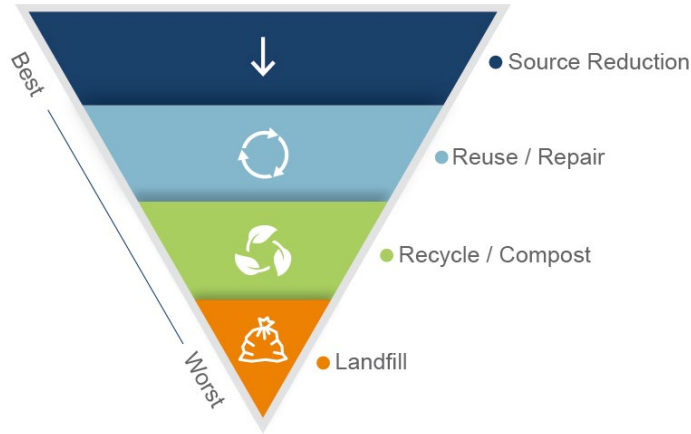 Best
Source Reduction
Reuse / Repair
Recycle / Compost
Worst
Landfill